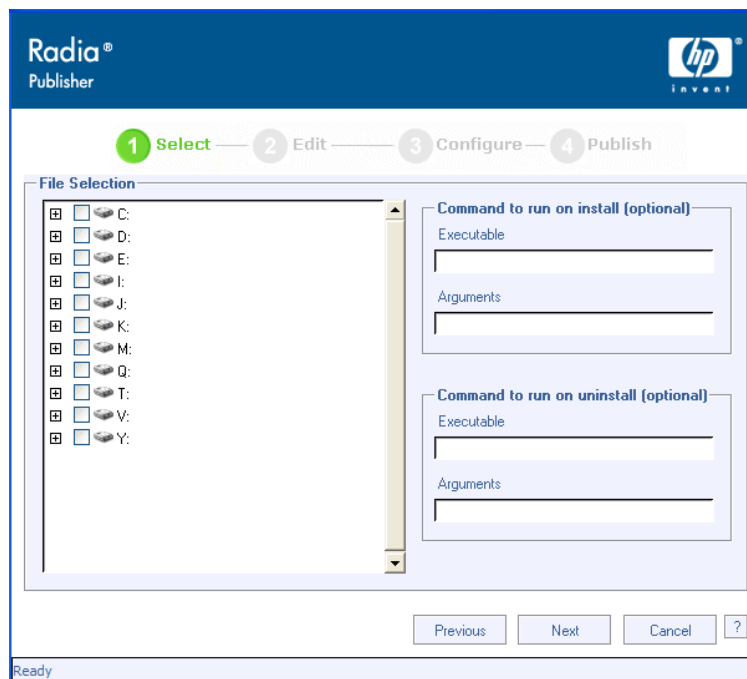 Radia®
Publisher
hp ®
invent
1 Select 2 Edit 3 Configure 4 Publish
File Selection
C:
D:
E:
I:
J:
K:
M:
Q:
T:
V:
Y:
Command to run on install (optional)
Executable
Arguments
Command to run on uninstall (optional)
Executable
Arguments
Previous Next Cancel ?
Ready